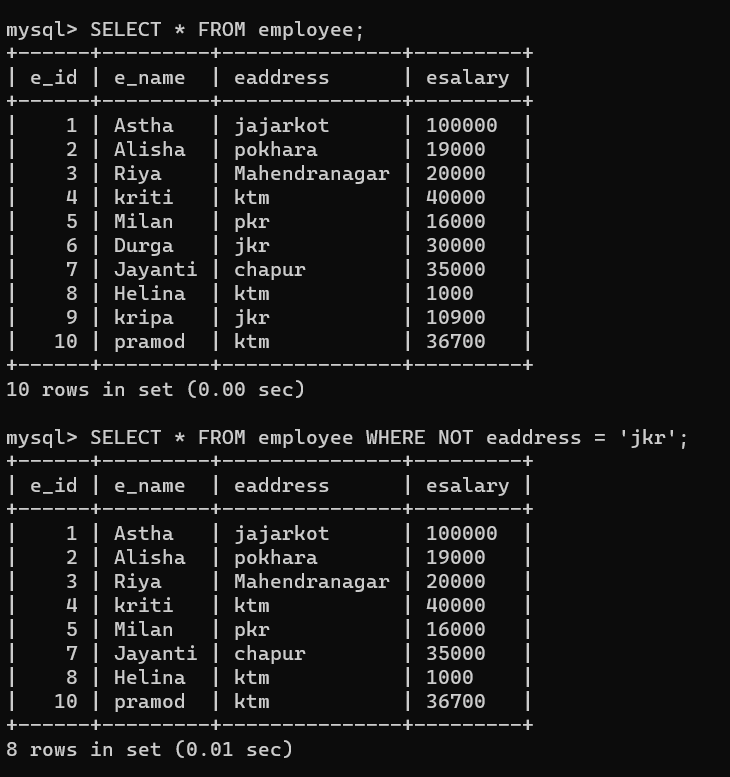 mysql> SELECT * FROM employee;
+------+---------+---------------+---------+
| e_id | e_name  | eaddress      | esalary |
+------+---------+---------------+---------+
|    1 | Astha   | jajarkot      | 100000  |
|    2 | Alisha  | pokhara       | 19000   |
|    3 | Riya    | Mahendranagar | 20000   |
|    4 | kriti   | ktm           | 40000   |
|    5 | Milan   | pkr           | 16000   |
|    6 | Durga   | jkr           | 30000   |
|    7 | Jayanti | chapur        | 35000   |
|    8 | Helina  | ktm           | 1000    |
|    9 | kripa   | jkr           | 10900   |
|   10 | pramod  | ktm           | 36700   |
+------+---------+---------------+---------+
10 rows in set (0.00 sec)

mysql> SELECT * FROM employee WHERE NOT eaddress = 'jkr';
+------+---------+---------------+---------+
| e_id | e_name  | eaddress      | esalary |
+------+---------+---------------+---------+
|    1 | Astha   | jajarkot      | 100000  |
|    2 | Alisha  | pokhara       | 19000   |
|    3 | Riya    | Mahendranagar | 20000   |
|    4 | kriti   | ktm           | 40000   |
|    5 | Milan   | pkr           | 16000   |
|    7 | Jayanti | chapur        | 35000   |
|    8 | Helina  | ktm           | 1000    |
|   10 | pramod  | ktm           | 36700   |
+------+---------+---------------+---------+
8 rows in set (0.01 sec)